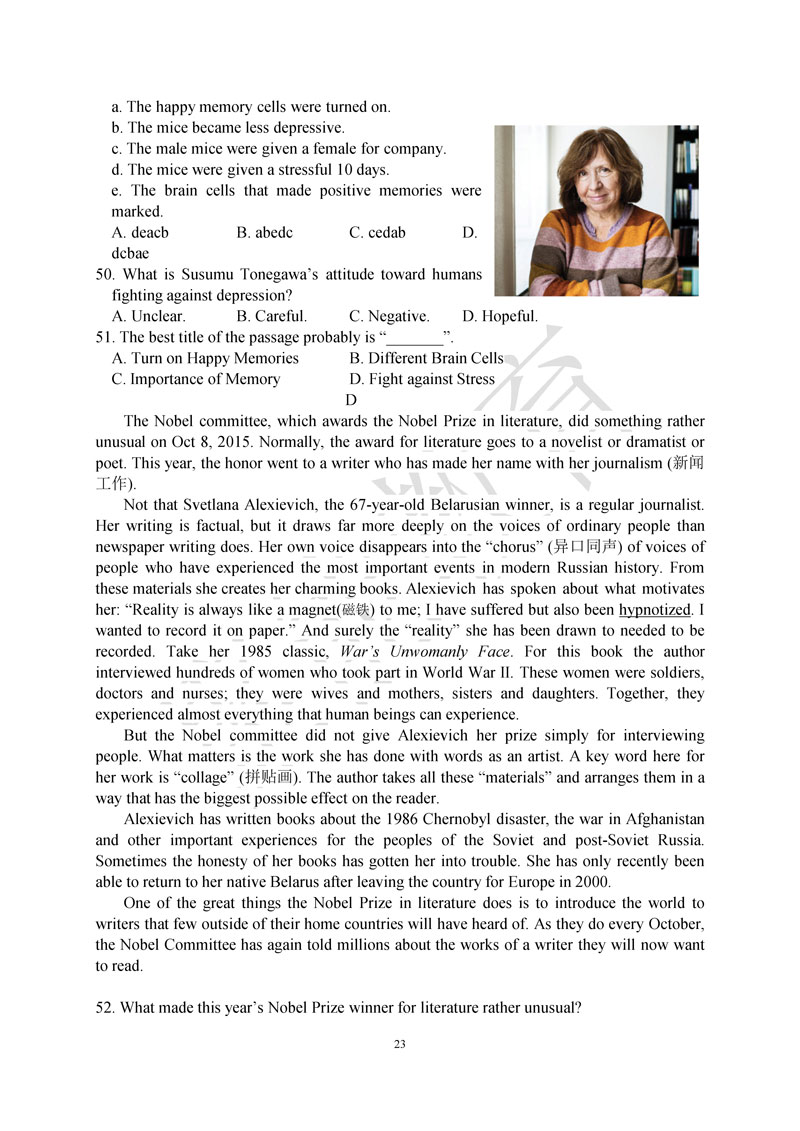 a. The happy memory cells were turned on.
b. The mice became less depressive.
c. The male mice were given a female for company.
d. The mice were given a stressful 10 days.
e. The brain cells that made positive memories were
marked.
A. deacb B. abedc C. cedab D.
dcbae
50. What is Susumu Tonegawa’s attitude toward humans
fighting against depression?
A. Unclear. B. Careful. C. Negative. D. Hopeful.
51. The best title of the passage probably is “_______”.
A. Turn on Happy Memories B. Different Brain Cells
C. Importance of Memory D. Fight against Stress
D
The Nobel committee, which awards the Nobel Prize in literature, did something rather
unusual on Oct 8, 2015. Normally, the award for literature goes to a novelist or dramatist or
poet. This year, the honor went to a writer who has made her name with her journalism (新闻
工作).
Not that Svetlana Alexievich, the 67-year-old Belarusian winner, is a regular journalist.
Her writing is factual, but it draws far more deeply on the voices of ordinary people than
newspaper writing does. Her own voice disappears into the “chorus” (异口同声) of voices of
people who have experienced the most important events in modern Russian history. From
these materials she creates her charming books. Alexievich has spoken about what motivates
her: “Reality is always like a magnet(磁铁) to me; I have suffered but also been hypnotized. I
wanted to record it on paper.” And surely the “reality” she has been drawn to needed to be
recorded. Take her 1985 classic, War’s Unwomanly Face. For this book the author
interviewed hundreds of women who took part in World War II. These women were soldiers,
doctors and nurses; they were wives and mothers, sisters and daughters. Together, they
experienced almost everything that human beings can experience.
But the Nobel committee did not give Alexievich her prize simply for interviewing
people. What matters is the work she has done with words as an artist. A key word here for
her work is “collage” (拼贴画). The author takes all these “materials” and arranges them in a
way that has the biggest possible effect on the reader.
Alexievich has written books about the 1986 Chernobyl disaster, the war in Afghanistan
and other important experiences for the peoples of the Soviet and post-Soviet Russia.
Sometimes the honesty of her books has gotten her into trouble. She has only recently been
able to return to her native Belarus after leaving the country for Europe in 2000.
One of the great things the Nobel Prize in literature does is to introduce the world to
writers that few outside of their home countries will have heard of. As they do every October,
the Nobel Committee has again told millions about the works of a writer they will now want
to read.
52. What made this year’s Nobel Prize winner for literature rather unusual?
23